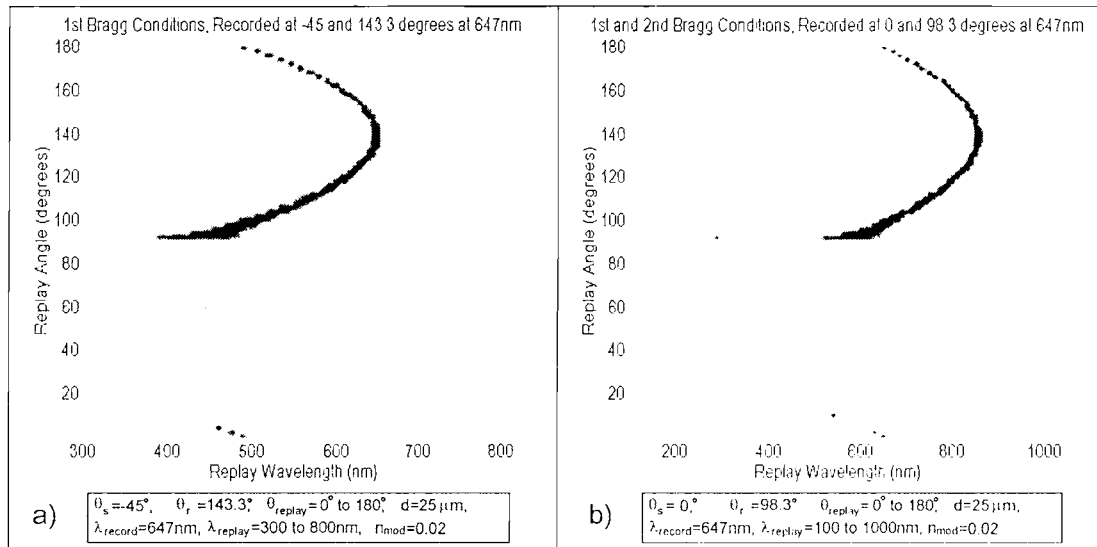 1st Bragg Conditions, Recorded at -45 and 143.3 degrees at 647nm
180
160
140
120
100
80
60
40
20
Replay Angle (degrees)
300 400 500 600 700 800
Replay Wavelength (nm)
a)
θs=-45°, θr=143.3°, θreplay=0° to 180°, d=25μm,
λrecord=647nm, λreplay=300 to 800nm, nmod=0.02
1st and 2nd Bragg Conditions, Recorded at 0 and 98.3 degrees at 647nm
180
160
140
120
100
80
60
40
20
Replay Angle (degrees)
200 400 600 800 1000
Replay Wavelength (nm)
b)
θs=0°, θr=98.3° θreplay=0° to 180°, d=25μm,
λrecord=647nm, λreplay=100 to 1000nm, nmod=0.02